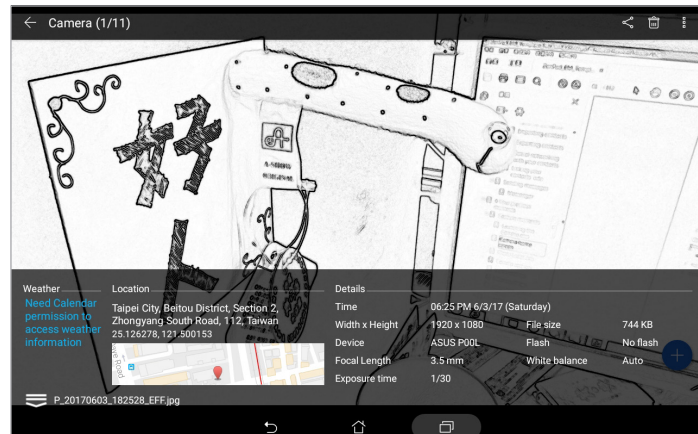 Camera (1/11)
A-SHOW
ORIGINAL
Weather
Need Calendar
permission to
access weather
information
Location
Taipei City, Beitou District, Section 2,
Zhongyang South Road, 112, Taiwan
25.126278, 121.500153
Details
Time 06:25 PM 6/3/17 (Saturday)
Width x Height 1920 x 1080 File size 744 KB
Device ASUS P00L Flash No flash
Focal Length 3.5 mm White balance Auto
Exposure time 1/30
P_20170603_182528_EFF.jpg